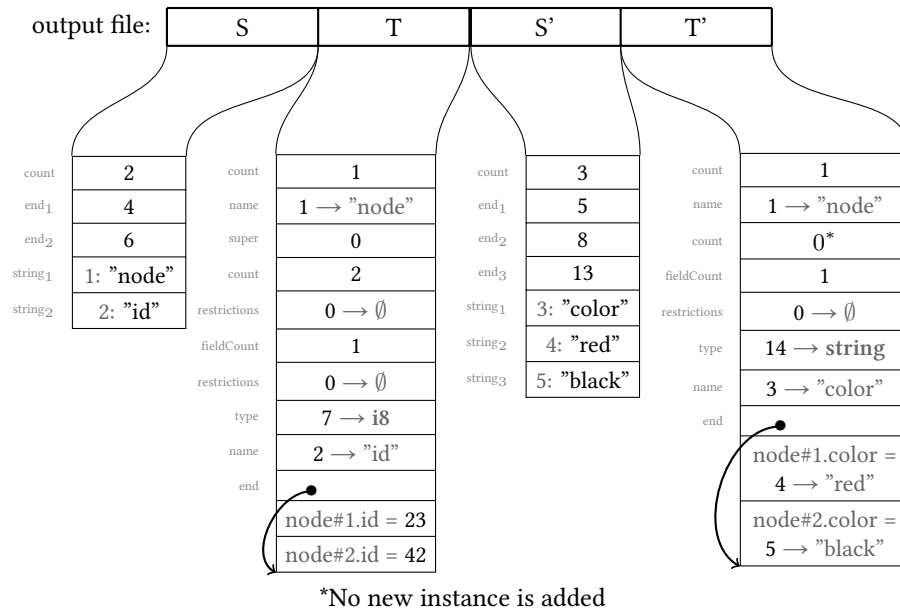 output file: S T S’ T’
count 2
end1 4
end2 6
string1 1: ”node”
string2 2: ”id”
count 1
name 1 → ”node”
super 0
count 2
restrictions 0 → ∅
fieldCount 1
restrictions 0 → ∅
type 7 → i8
name 2 → ”id”
end
node#1.id = 23
node#2.id = 42
count 3
end1 5
end2 8
end3 13
string1 3: ”color”
string2 4: ”red”
string3 5: ”black”
count 1
name 1 → ”node”
count 0*
fieldCount 1
restrictions 0 → ∅
type 14 → string
name 3 → ”color”
end
node#1.color =
4 → ”red”
node#2.color =
5 → ”black”
*No new instance is added